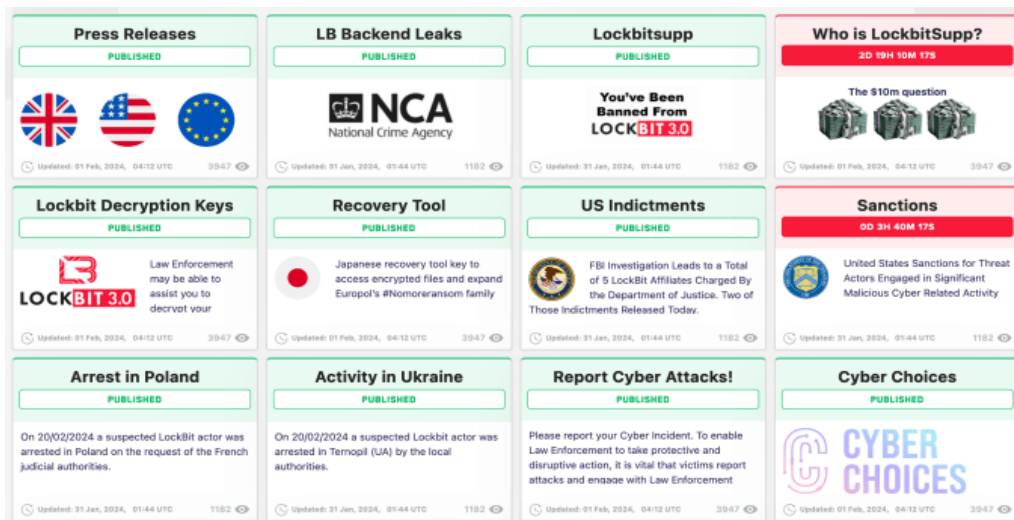 Press Releases
PUBLISHED
Updated: 01 Feb, 2024, 04:12 UTC
3947
LB Backend Leaks
PUBLISHED
NCA
National Crime Agency
Updated: 31 Jan, 2024, 01:44 UTC
1182
Lockbitsupp
PUBLISHED
You've Been
Banned From
LOCKBIT 3.0
Updated: 31 Jan, 2024, 01:44 UTC
1182
Who is LockbitSupp?
2D 19H 10M 17S
The $10m question
Updated: 01 Feb, 2024, 04:12 UTC
3947
Lockbit Decryption Keys
PUBLISHED
LOCKBIT 3.0
Law Enforcement
may be able to
assist you to
decrypt your
Updated: 01 Feb, 2024, 04:12 UTC
3947
Recovery Tool
PUBLISHED
Japanese recovery tool key to
access encrypted files and expand
Europol's #Nomoreransom family
Updated: 01 Feb, 2024, 04:12 UTC
3947
US Indictments
PUBLISHED
FBI Investigation Leads to a Total
of 5 LockBit Affiliates Charged By
the Department of Justice. Two of
Those Indictments Released Today.
Updated: 31 Jan, 2024, 01:44 UTC
1182
Sanctions
0D 3H 40M 17S
United States Sanctions for Threat
Actors Engaged in Significant
Malicious Cyber Related Activity
Updated: 31 Jan, 2024, 01:44 UTC
1182
Arrest in Poland
PUBLISHED
On 20/02/2024 a suspected LockBit actor was
arrested in Poland on the request of the French
judicial authorities.
Updated: 31 Jan, 2024, 01:44 UTC
1182
Activity in Ukraine
PUBLISHED
On 20/02/2024 a suspected Lockbit actor was
arrested in Ternopil (UA) by the local
authorities.
Updated: 31 Jan, 2024, 01:44 UTC
1182
Report Cyber Attacks!
PUBLISHED
Please report your Cyber Incident. To enable
Law Enforcement to take protective and
disruptive action, it is vital that victims report
attacks and engage with Law Enforcement
Updated: 01 Feb, 2024, 04:12 UTC
3947
Cyber Choices
PUBLISHED
CYBER
CHOICES
Updated: 01 Feb, 2024, 04:12 UTC
3947